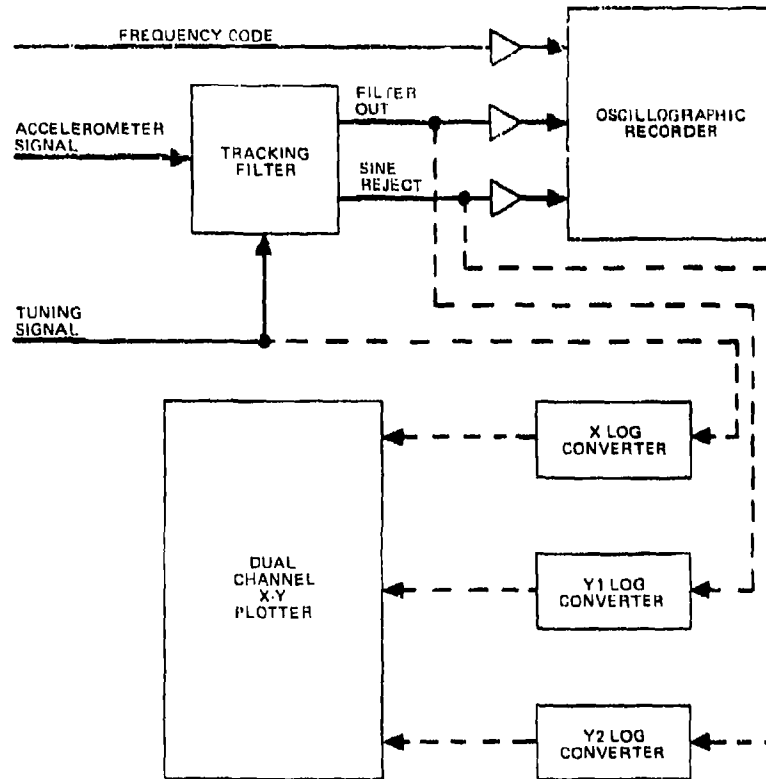 FREQUENCY CODE
FILTER
OUT
OSCILLOGRAPHIC
RECORDER
ACCELEROMETER
SIGNAL
TRACKING
FILTER
SINE
REJECT
TUNING
SIGNAL
X LOG
CONVERTER
DUAL
CHANNEL
X-Y
PLOTTER
Y1 LOG
CONVERTER
Y2 LOG
CONVERTER